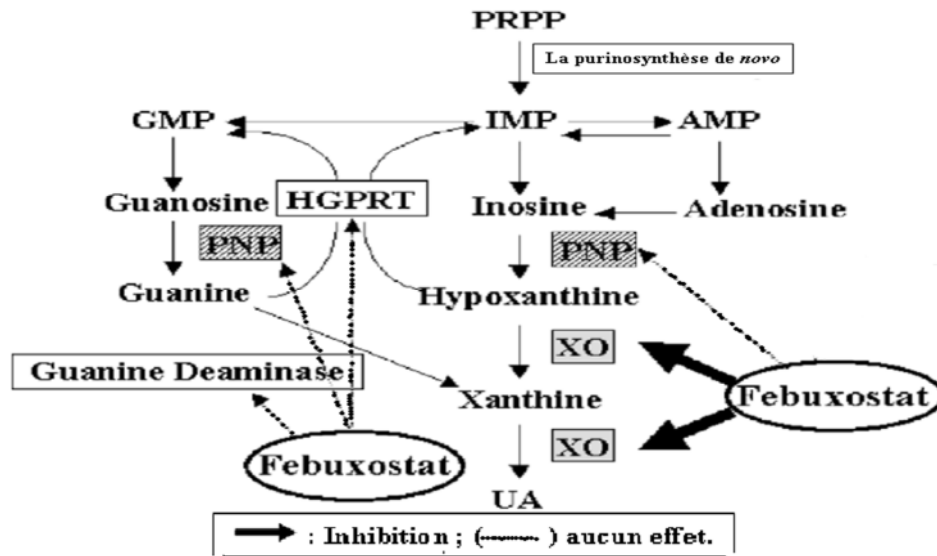 PRPP
La purinosynthèse de novo
GMP IMP AMP
Guanosine HGPRT Inosine Adenosine
PNP PNP
Guanine Hypoxanthine
XO
Guanine Deaminase Xanthine Febuxostat
Febuxostat XO
UA
: Inhibition ; ( ) aucun effet.